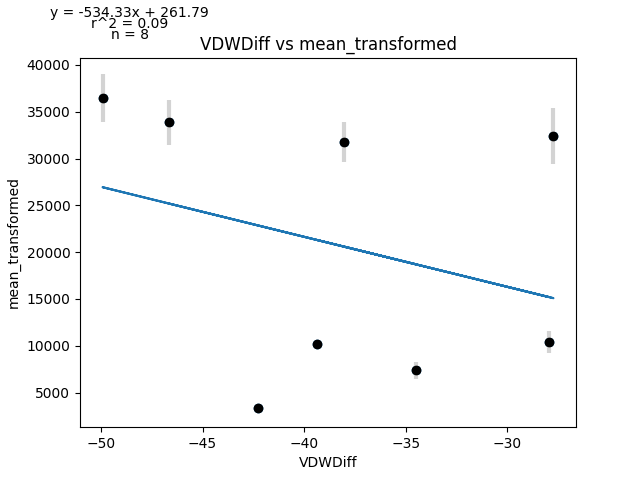 y = -534.33x + 261.79
r^2 = 0.09
n = 8
VDWDiff vs mean_transformed
40000
35000
30000
25000
20000
15000
10000
5000
mean_transformed
−50
−45
−40
−35
−30
VDWDiff